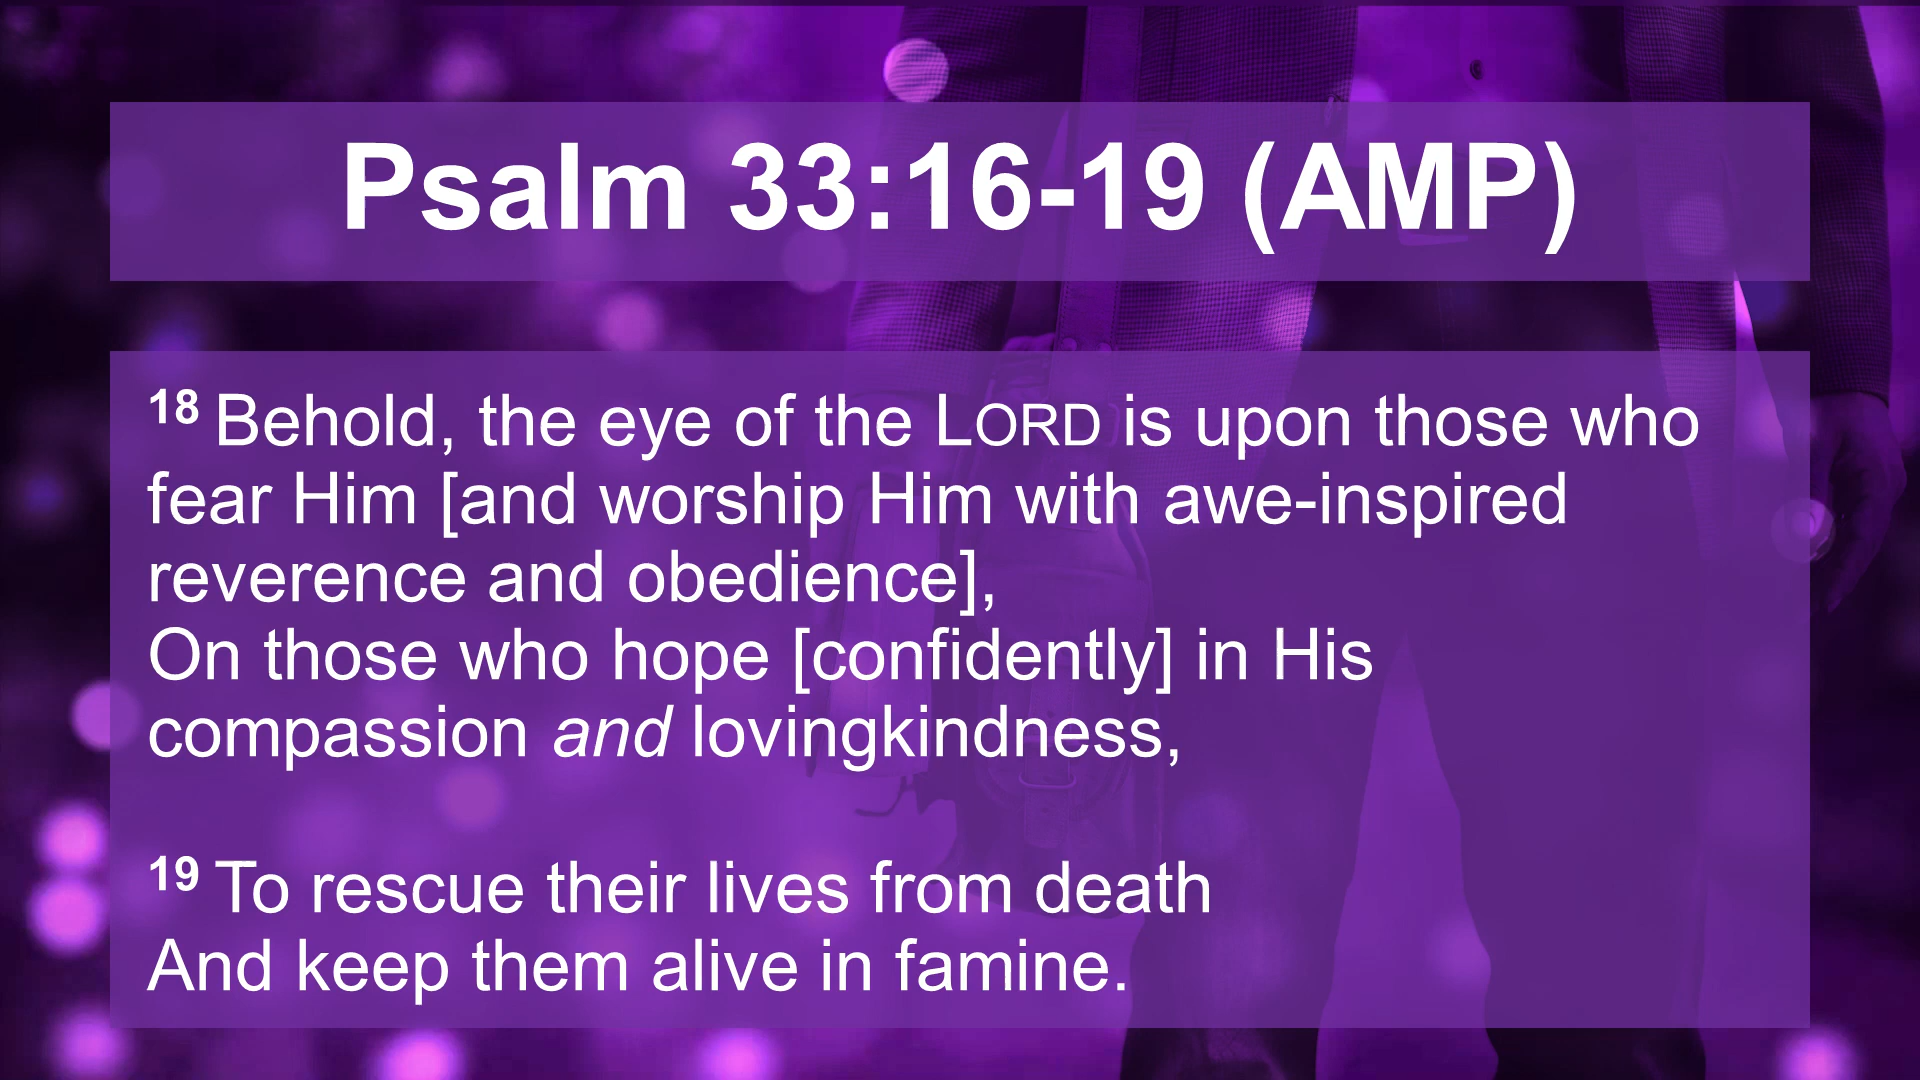 Psalm 33:16-19 (AMP)
18 Behold, the eye of the LORD is upon those who
fear Him [and worship Him with awe-inspired
reverence and obedience],
On those who hope [confidently] in His
compassion and lovingkindness,
19 To rescue their lives from death
And keep them alive in famine.